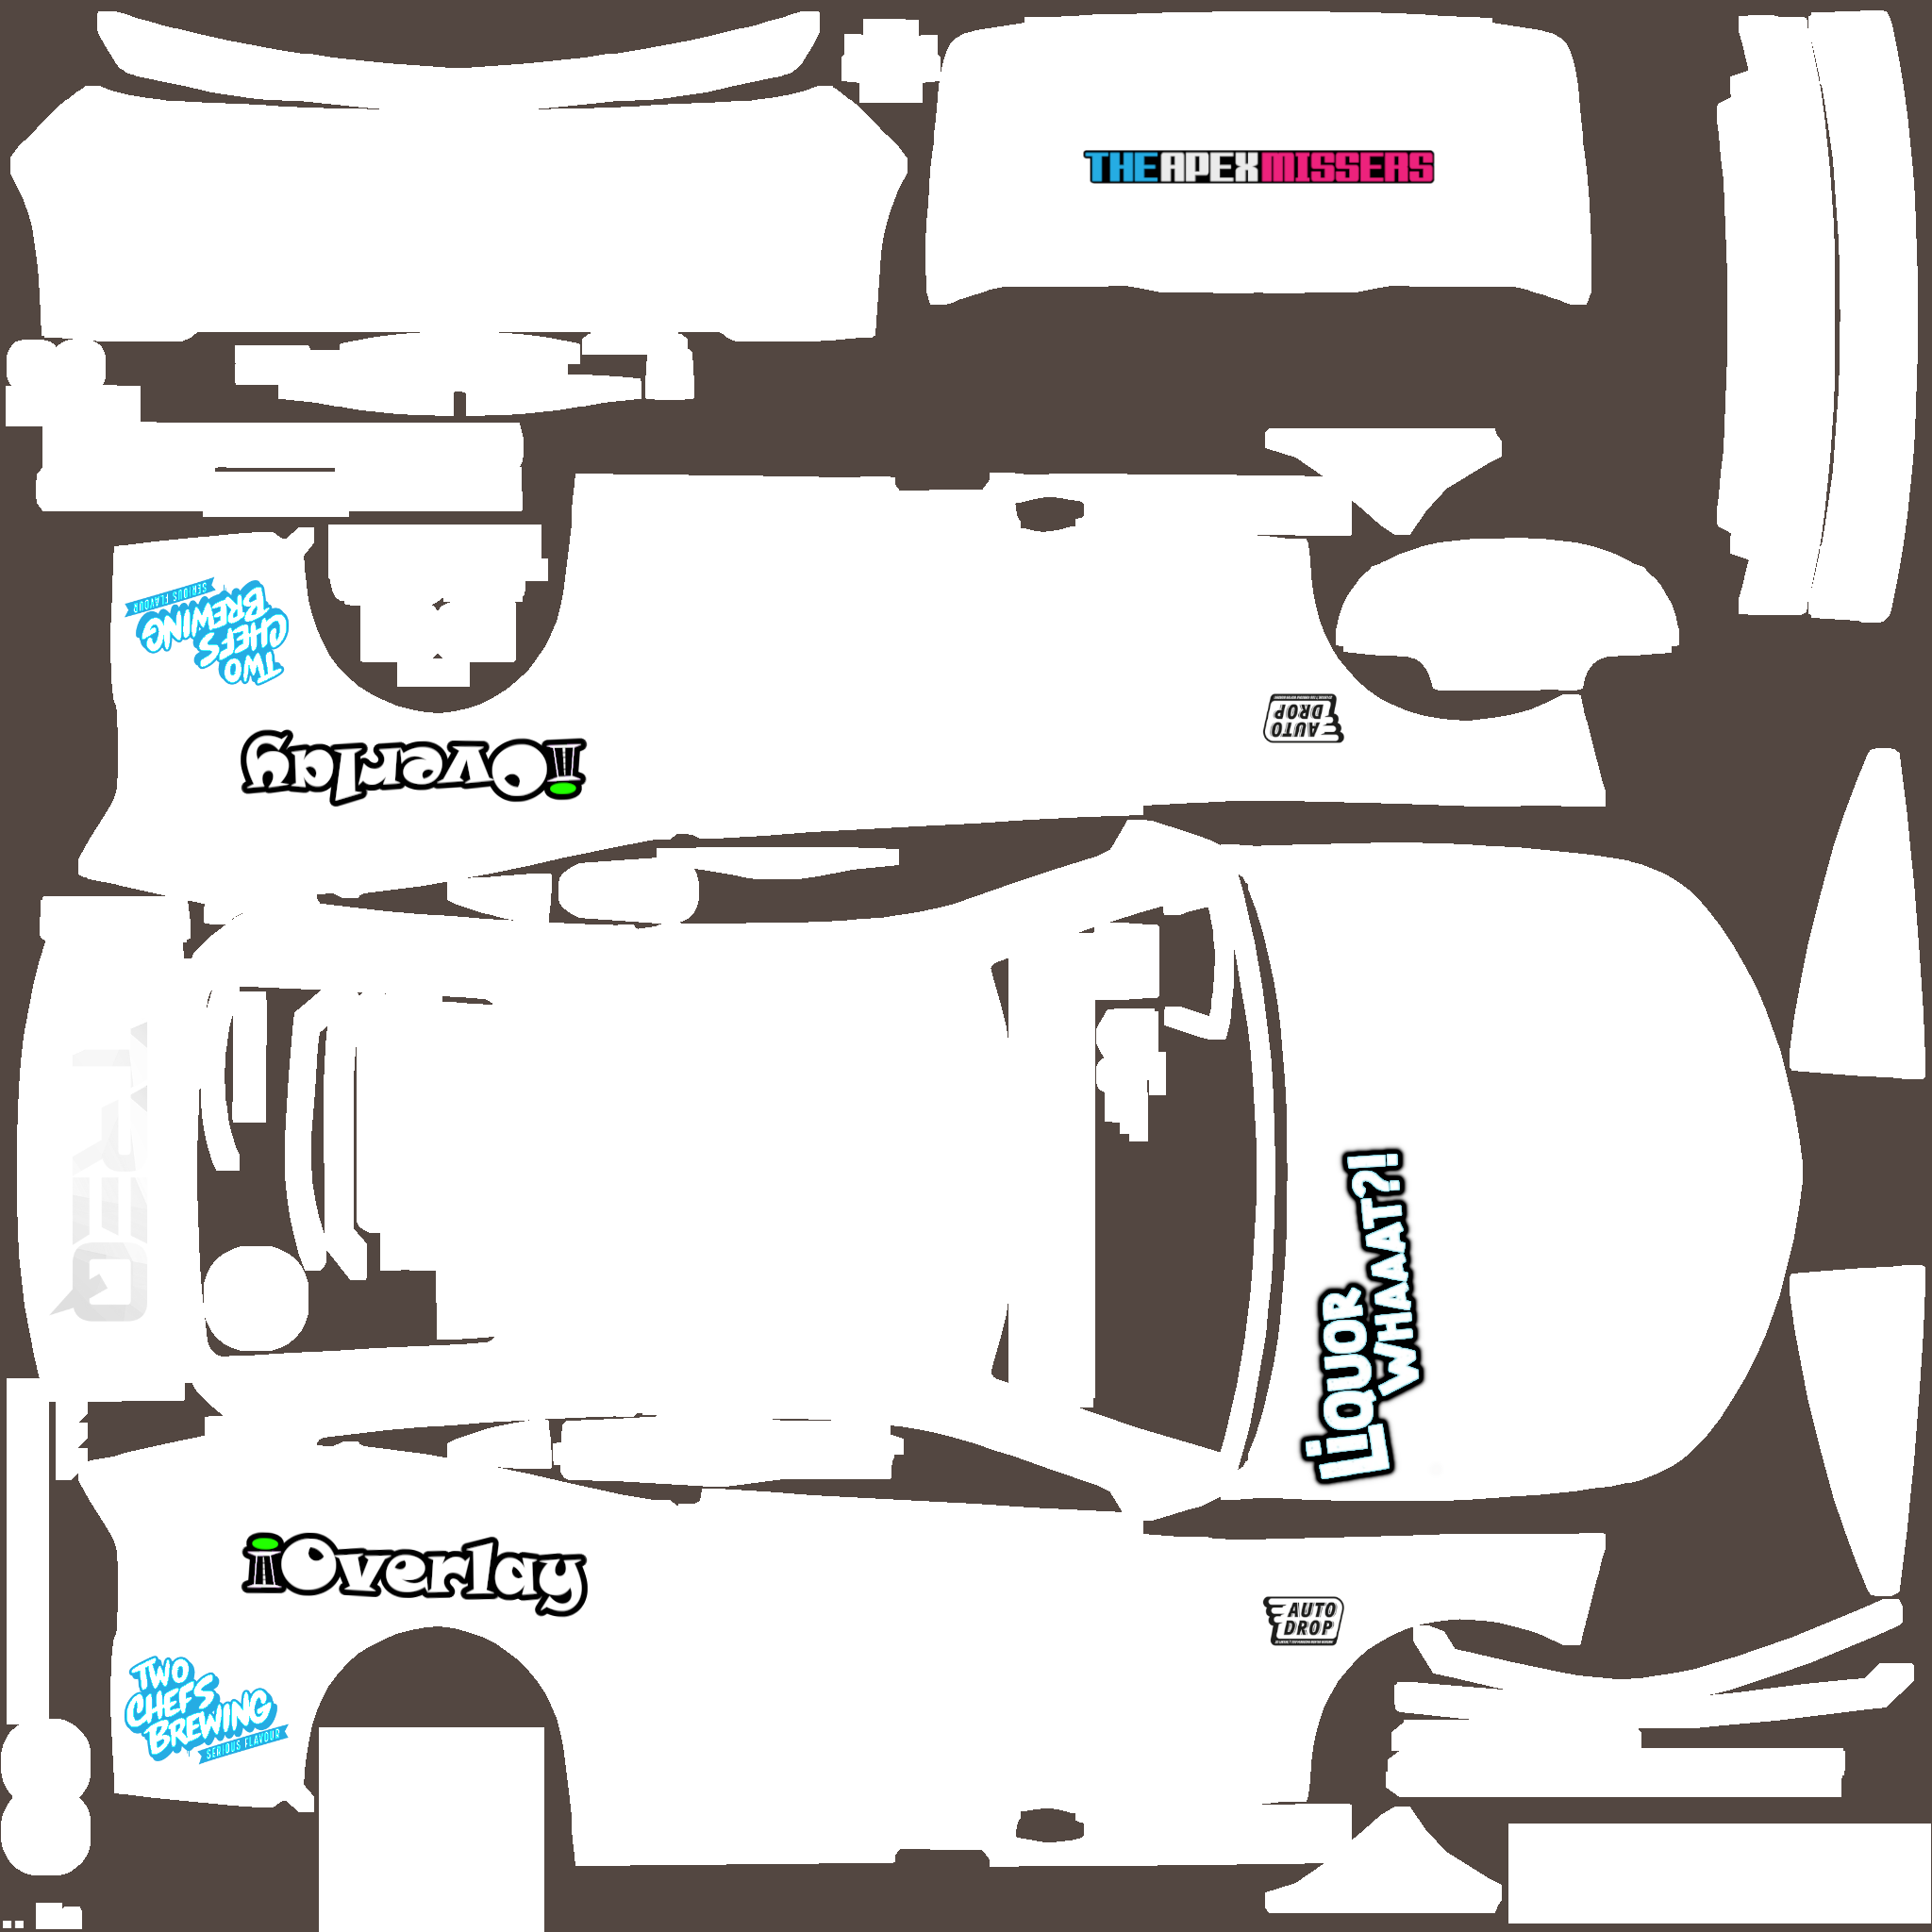 THEAPEXMISSERS
SERIOUS FLAVOUR
BREWING
CHEFS
TWO
AUTO
DROP
iOverlay
TREQ
LiQUOR
WHAAAT?!
iOverlay
AUTO
DROP
TWO
CHEFS
BREWING
SERIOUS FLAVOUR